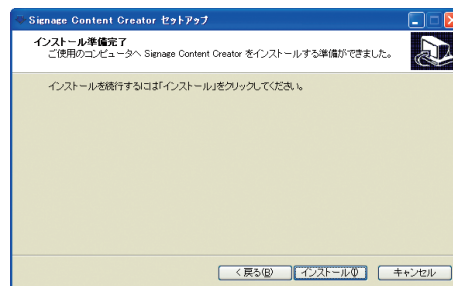 Signage Content Creator セットアップ
インストール準備完了
ご使用のコンピュータへ Signage Content Creator をインストールする準備ができました。
インストールを続行するには「インストール」をクリックしてください。
< 戻る(B)
インストール(I)
キャンセル